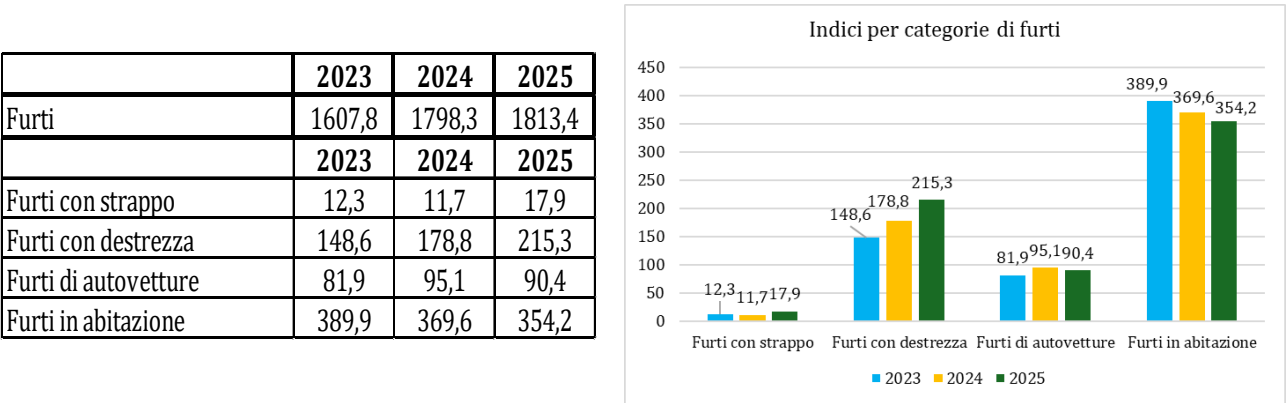 2023 2024 2025
Furti 1607,8 1798,3 1813,4
2023 2024 2025
Furti con strappo 12,3 11,7 17,9
Furti con destrezza 148,6 178,8 215,3
Furti di autovetture 81,9 95,1 90,4
Furti in abitazione 389,9 369,6 354,2
Indici per categorie di furti
450
400
350
300
250
200
150
100
50
0
12,3 11,7 17,9
148,6 178,8 215,3
81,9 95,1 90,4
389,9 369,6 354,2
Furti con strappo Furti con destrezza Furti di autovetture Furti in abitazione
2023 2024 2025